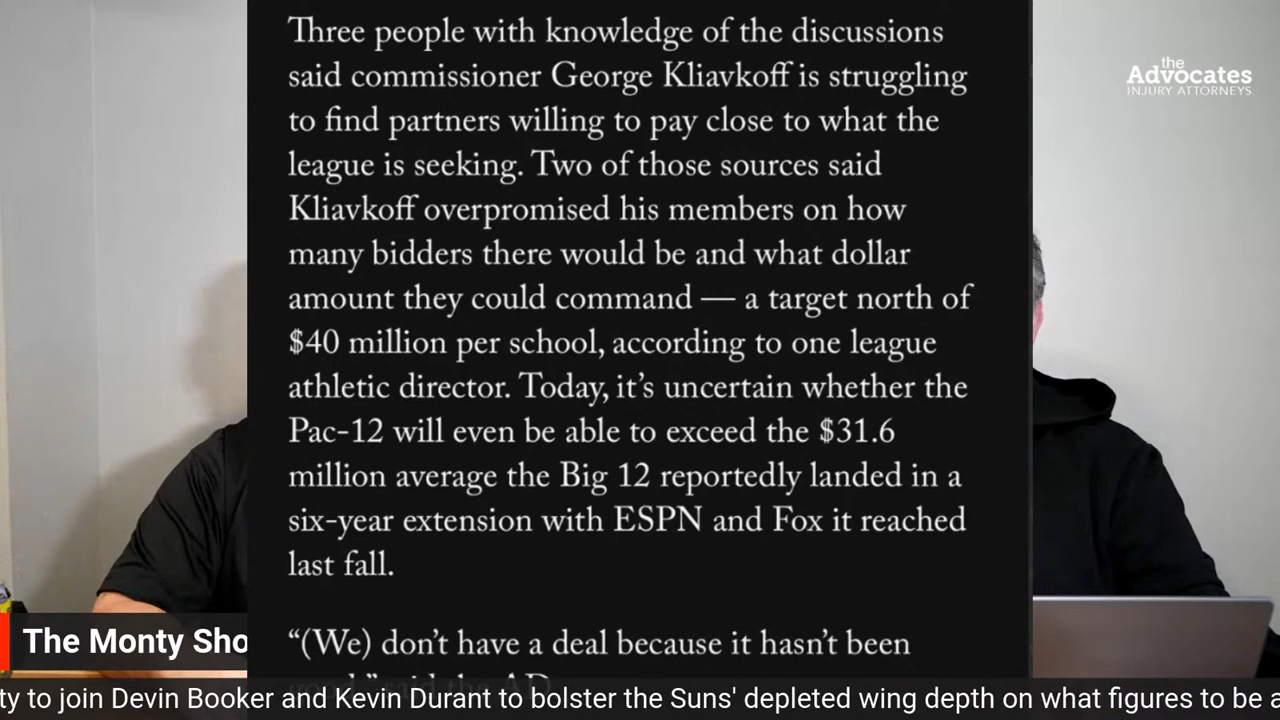 Three people with knowledge of the discussions
said commissioner George Kliavkoff is struggling
to find partners willing to pay close to what the
league is seeking. Two of those sources said
Kliavkoff overpromised his members on how
many bidders there would be and what dollar
amount they could command — a target north of
$40 million per school, according to one league
athletic director. Today, it’s uncertain whether the
Pac-12 will even be able to exceed the $31.6
million average the Big 12 reportedly landed in a
six-year extension with ESPN and Fox it reached
last fall.
“(We) don’t have a deal because it hasn’t been
good,” said the AD.
the
Advocates
INJURY ATTORNEYS
The Monty Sho
ty to join Devin Booker and Kevin Durant to bolster the Suns' depleted wing depth on what figures to be a